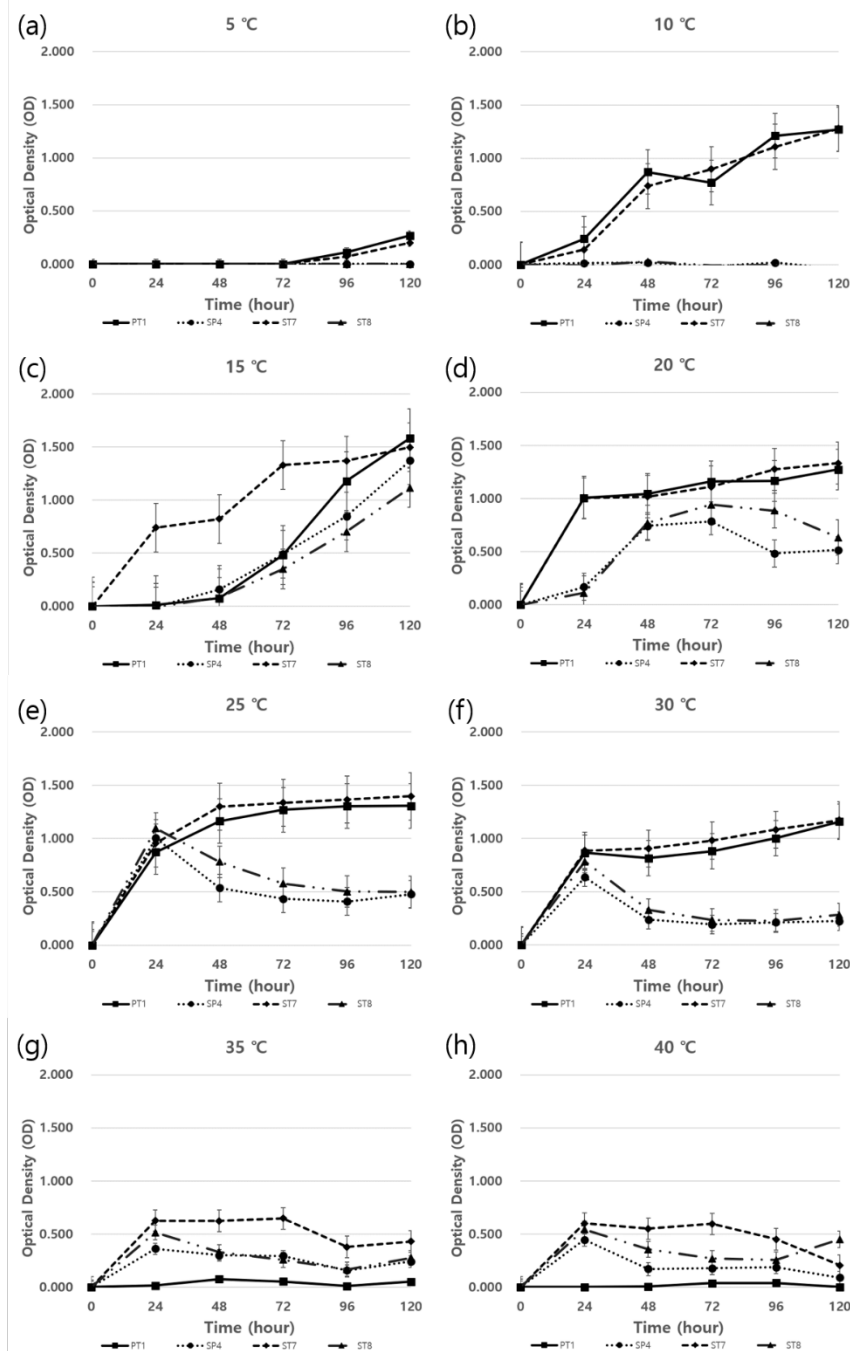 (a) 5 ℃
2.000
1.500
1.000
0.500
0.000
Optical Density (OD)
0 24 48 72 96 120
Time (hour)
PT1 SP4 ST7 ST8
(b) 10 ℃
2.000
1.500
1.000
0.500
0.000
Optical Density (OD)
0 24 48 72 96 120
Time (hour)
PT1 SP4 ST7 ST8
(c) 15 ℃
2.000
1.500
1.000
0.500
0.000
Optical Density (OD)
0 24 48 72 96 120
Time (hour)
PT1 SP4 ST7 ST8
(d) 20 ℃
2.000
1.500
1.000
0.500
0.000
Optical Density (OD)
0 24 48 72 96 120
Time (hour)
PT1 SP4 ST7 ST8
(e) 25 ℃
2.000
1.500
1.000
0.500
0.000
Optical Density (OD)
0 24 48 72 96 120
Time (hour)
PT1 SP4 ST7 ST8
(f) 30 ℃
2.000
1.500
1.000
0.500
0.000
Optical Density (OD)
0 24 48 72 96 120
Time (hour)
PT1 SP4 ST7 ST8
(g) 35 ℃
2.000
1.500
1.000
0.500
0.000
Optical Density (OD)
0 24 48 72 96 120
Time (hour)
PT1 SP4 ST7 ST8
(h) 40 ℃
2.000
1.500
1.000
0.500
0.000
Optical Density (OD)
0 24 48 72 96 120
Time (hour)
PT1 SP4 ST7 ST8